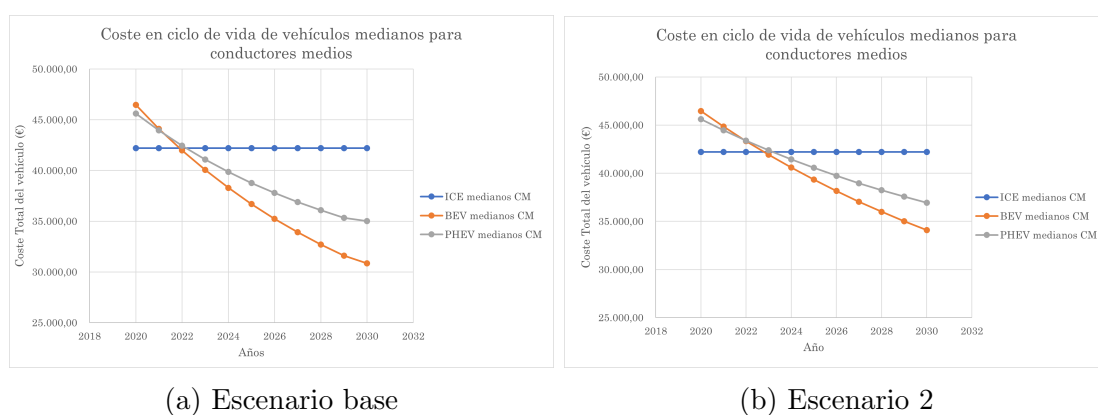 Coste en ciclo de vida de vehículos medianos para
conductores medios
50.000,00
45.000,00
40.000,00
35.000,00
30.000,00
25.000,00
Coste Total del vehículo (€)
2018 2020 2022 2024 2026 2028 2030 2032
Años
ICE medianos CM
BEV medianos CM
PHEV medianos CM
(a) Escenario base
Coste en ciclo de vida de vehículos medianos para
conductores medios
50.000,00
45.000,00
40.000,00
35.000,00
30.000,00
25.000,00
Coste Total del vehículo (€)
2018 2020 2022 2024 2026 2028 2030 2032
Año
ICE medianos CM
BEV medianos CM
PHEV medianos CM
(b) Escenario 2